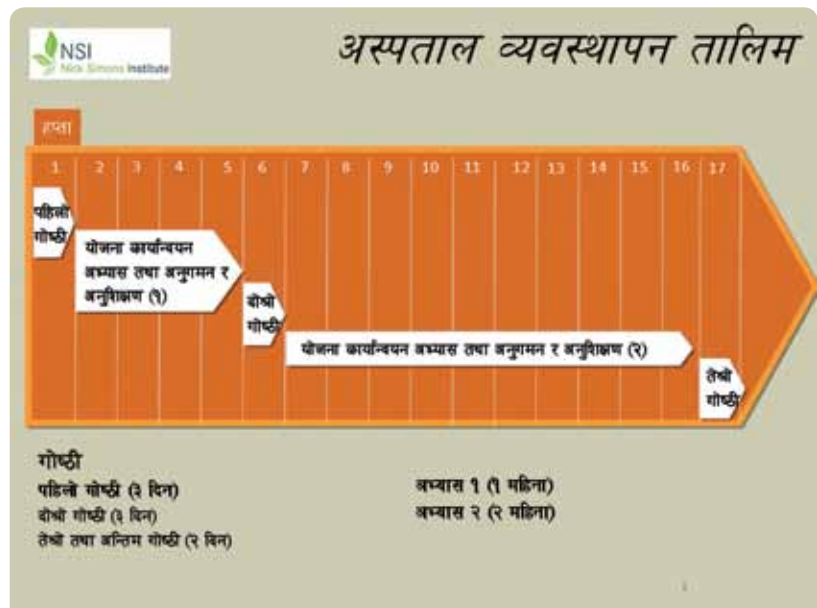 NSI
Nick Simons Institute
अस्पताल व्यवस्थापन तालिम
हप्ता
1 2 3 4 5 6 7 8 9 10 11 12 13 14 15 16 17
पहिलो
गोष्ठी
योजना कार्यान्वयन
अभ्यास तथा अनुगमन र
अनुशिक्षण (१)
दोश्रो
गोष्ठी
योजना कार्यान्वयन अभ्यास तथा अनुगमन र अनुशिक्षण (२)
तेश्रो
गोष्ठी
गोष्ठी
पहिलो गोष्ठी (३ दिन)
दोश्रो गोष्ठी (३ दिन)
तेश्रो तथा अन्तिम गोष्ठी (२ दिन)
अभ्यास १ (१ महिना)
अभ्यास २ (२ महिना)